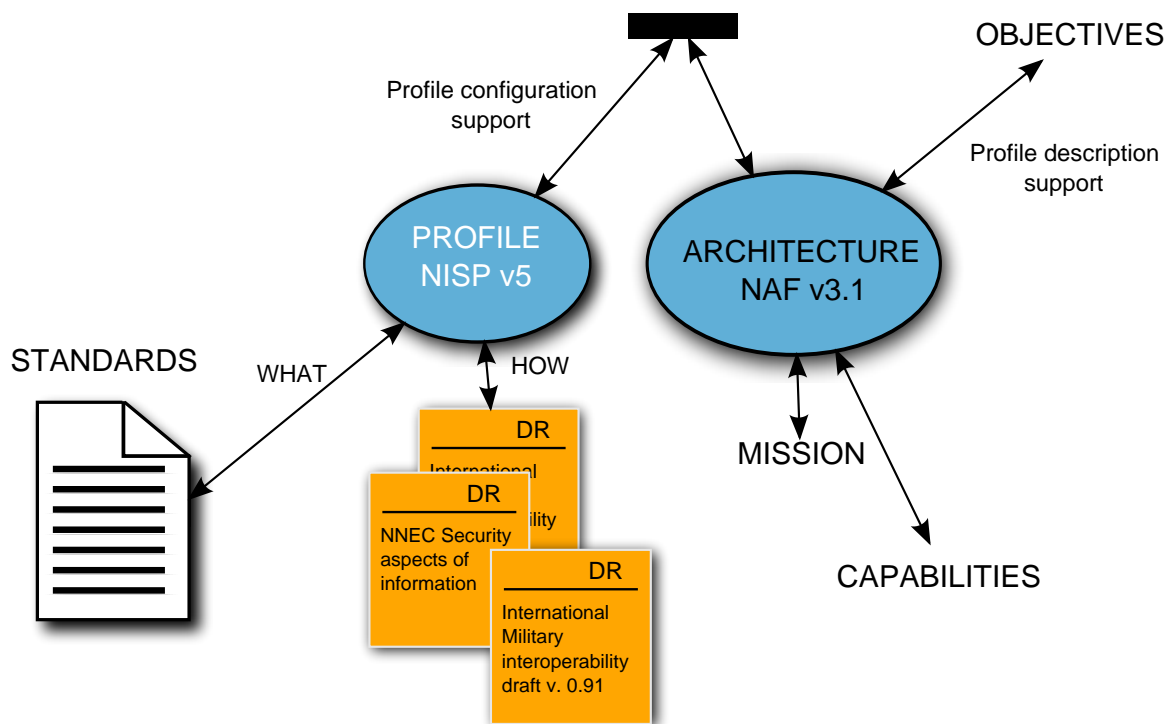 OBJECTIVES
Profile configuration
support
Profile description
support
PROFILE
NISP v5
ARCHITECTURE
NAF v3.1
STANDARDS
WHAT
HOW
DR
International
DR
NNEC Security
aspects of
information
DR
International
Military
interoperability
draft v. 0.91
MISSION
CAPABILITIES